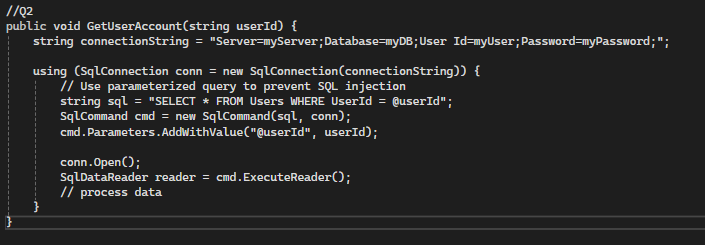 //Q2
public void GetUserAccount(string userId) {
    string connectionString = "Server=myServer;Database=myDB;User Id=myUser;Password=myPassword;";

    using (SqlConnection conn = new SqlConnection(connectionString)) {
        // Use parameterized query to prevent SQL injection
        string sql = "SELECT * FROM Users WHERE UserId = @userId";
        SqlCommand cmd = new SqlCommand(sql, conn);
        cmd.Parameters.AddWithValue("@userId", userId);

        conn.Open();
        SqlDataReader reader = cmd.ExecuteReader();
        // process data
    }
}